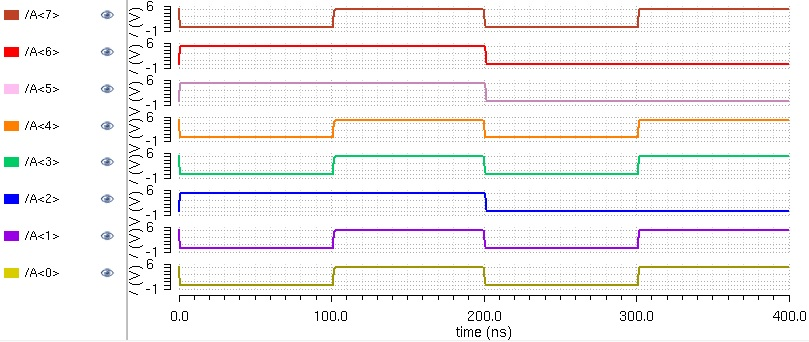 /A<7> 6 -1
/A<6> 6 -1
/A<5> 6 -1
/A<4> 6 -1
/A<3> 6 -1
/A<2> 6 -1
/A<1> 6 -1
/A<0> 6 -1
0.0 100.0 200.0 300.0 400.0
time (ns)